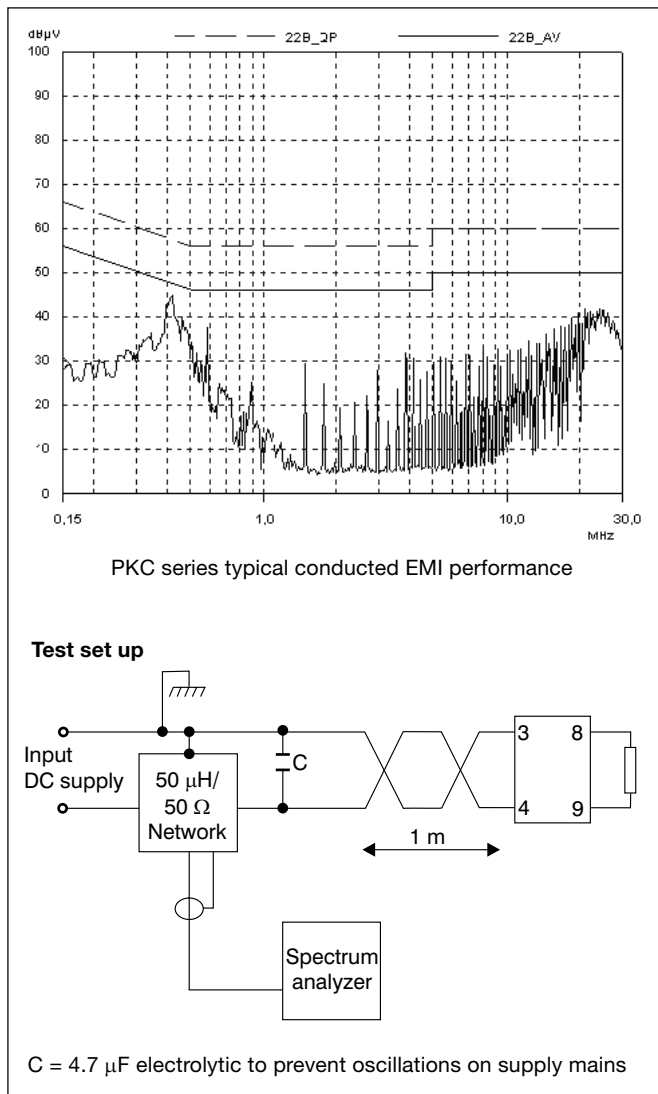 dBµV
22B_QP
22B_AV
100
90
80
70
60
50
40
30
20
10
0
0,15
1,0
10,0
30,0
MHz
PKC series typical conducted EMI performance
Test set up
Input
DC supply
50 µH/
50 Ω
Network
C
3
8
4
9
1 m
Spectrum
analyzer
C = 4.7 µF electrolytic to prevent oscillations on supply mains